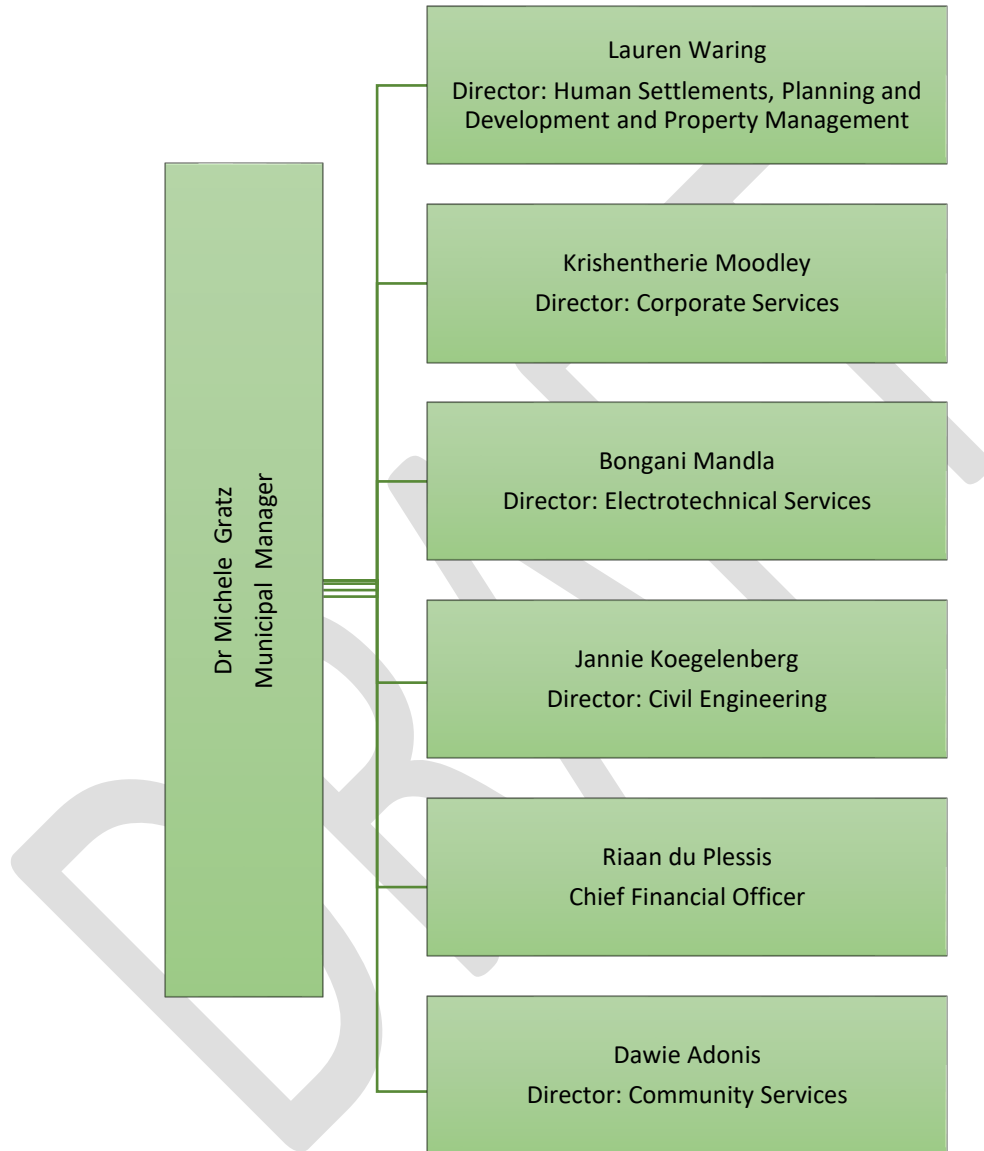 Lauren Waring
Director: Human Settlements, Planning and
Development and Property Management
Krishentherie Moodley
Director: Corporate Services
Dr Michele Gratz
Municipal Manager
Bongani Mandla
Director: Electrotechnical Services
Jannie Koegelenberg
Director: Civil Engineering
Riaan du Plessis
Chief Financial Officer
Dawie Adonis
Director: Community Services
DRAFT